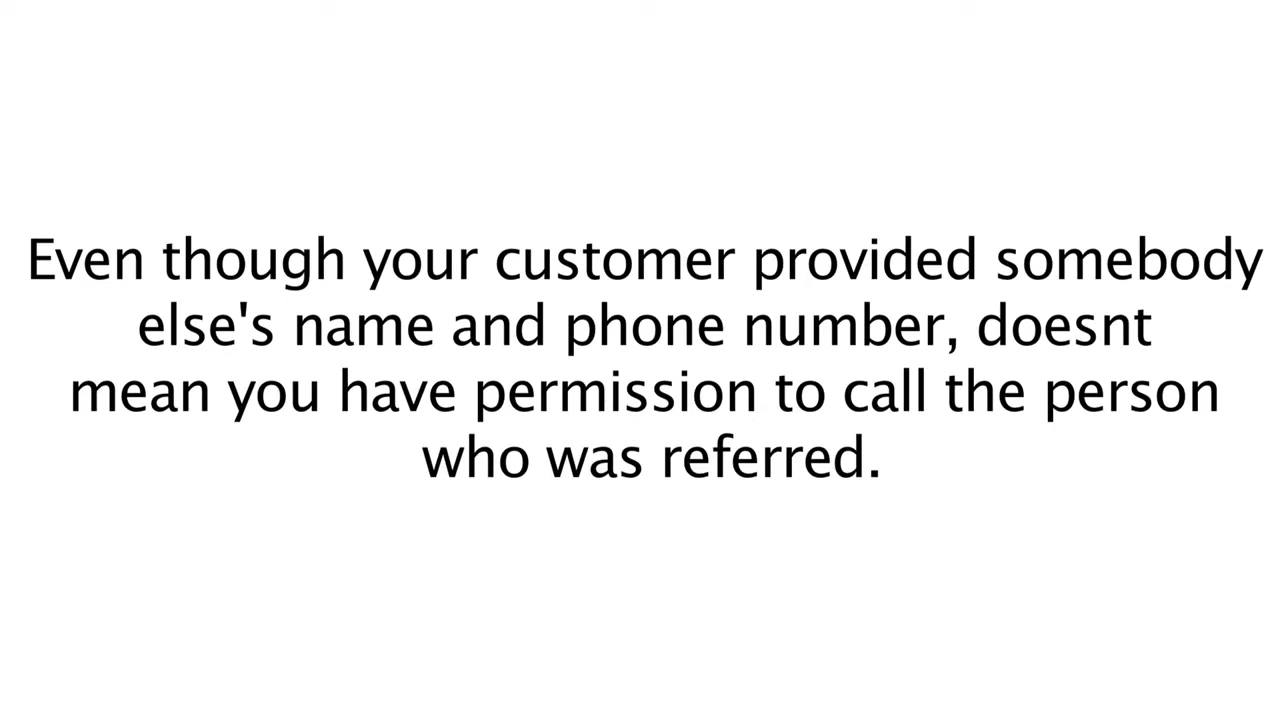 Even though your customer provided somebody
else's name and phone number, doesnt
mean you have permission to call the person
who was referred.